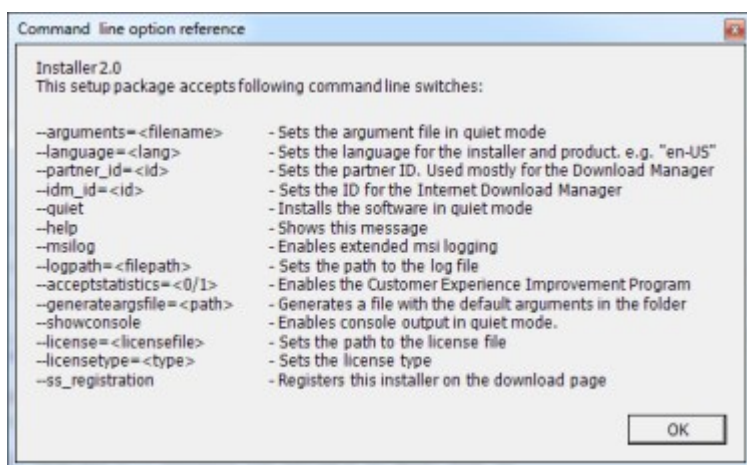 Command line option reference
Installer 2.0
This setup package accepts following command line switches:
--arguments=<filename> - Sets the argument file in quiet mode
--language=<lang> - Sets the language for the installer and product. e.g. "en-US"
--partner_id=<id> - Sets the partner ID. Used mostly for the Download Manager
--idm_id=<id> - Sets the ID for the Internet Download Manager
--quiet - Installs the software in quiet mode
--help - Shows this message
--msilog - Enables extended msi logging
--logpath=<filepath> - Sets the path to the log file
--acceptstatistics=<0/1> - Enables the Customer Experience Improvement Program
--generateargsfile=<path> - Generates a file with the default arguments in the folder
--showconsole - Enables console output in quiet mode.
--license=<licensefile> - Sets the path to the license file
--licensetype=<type> - Sets the license type
--ss_registration - Registers this installer on the download page
OK